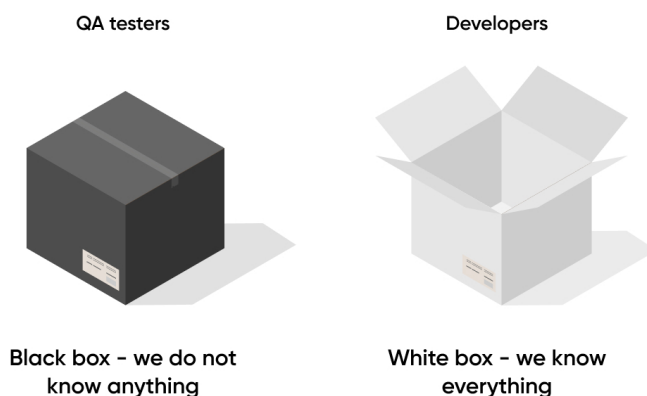 QA testers
Developers
Black box - we do not
know anything
White box - we know
everything